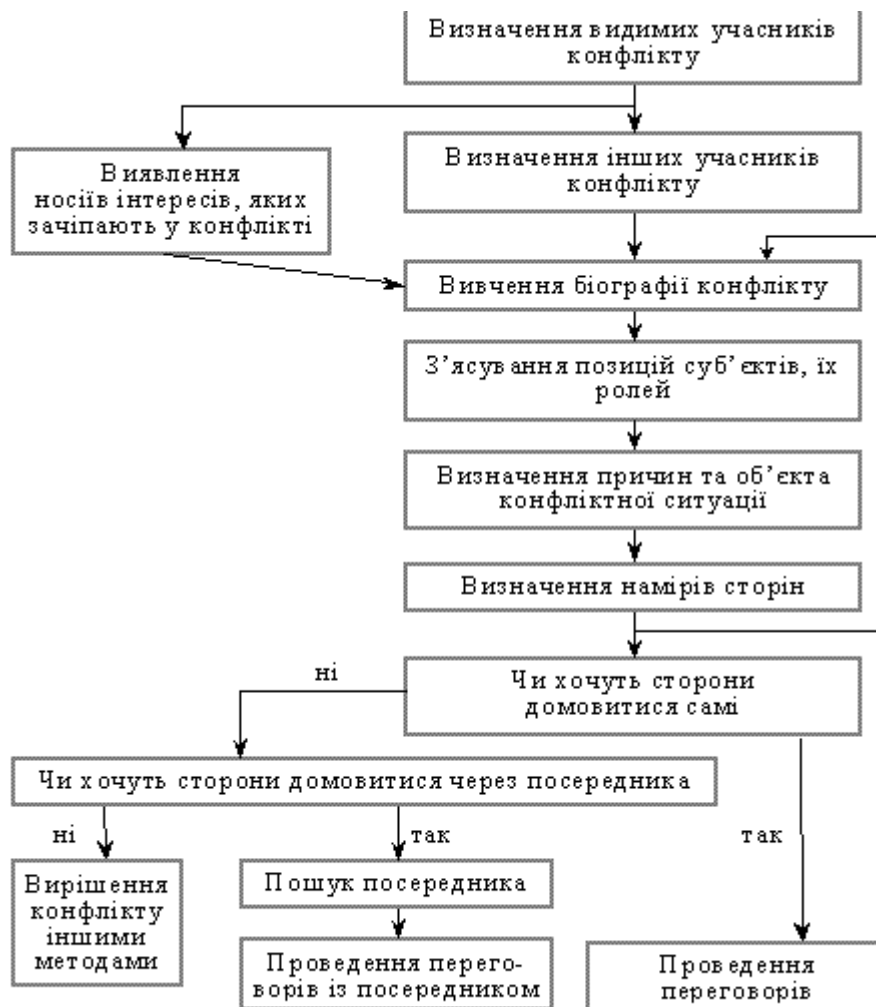 Визначення видимих учасників
конфлікту
Виявлення
носіїв інтересів, яких
зачіпають у конфлікті
Визначення інших учасників
конфлікту
Вивчення біографії конфлікту
З’ясування позицій суб’єктів, їх
ролей
Визначення причин та об’єкта
конфліктної ситуації
Визначення намірів сторін
ні
Чи хочуть сторони
домовитися самі
Чи хочуть сторони домовитися через посередника
ні
так
так
Вирішення
конфлікту
іншими
методами
Пошук посередника
Проведення перего-
ворів із посередником
Проведення
переговорів